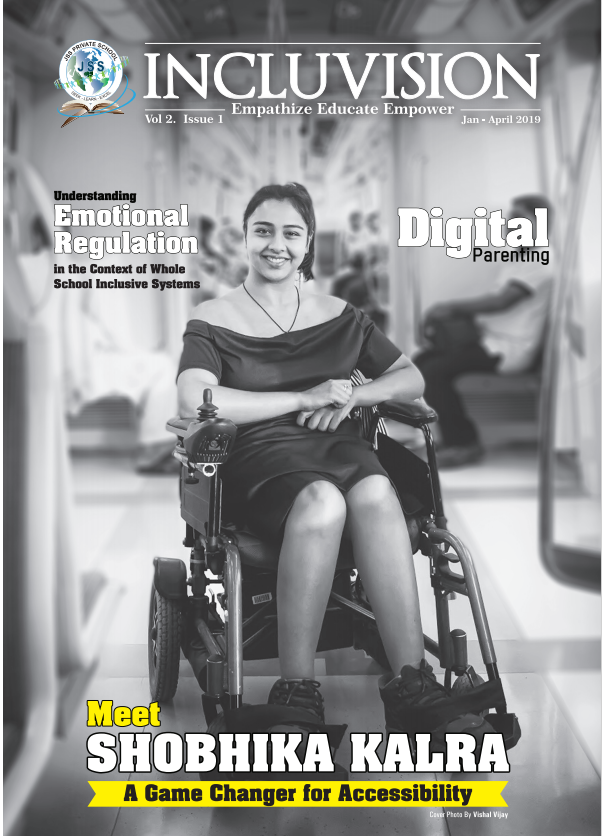 JSS PRIVATE SCHOOL
JSS
LEARN
INCLUVISION
Empathize Educate Empower
Vol 2. Issue 1
Jan - April 2019
Understanding
Emotional
Regulation
in the Context of Whole
School Inclusive Systems
Digital
Parenting
Meet
SHOBHIKA KALRA
A Game Changer for Accessibility
Cover Photo By Vishal Vijay